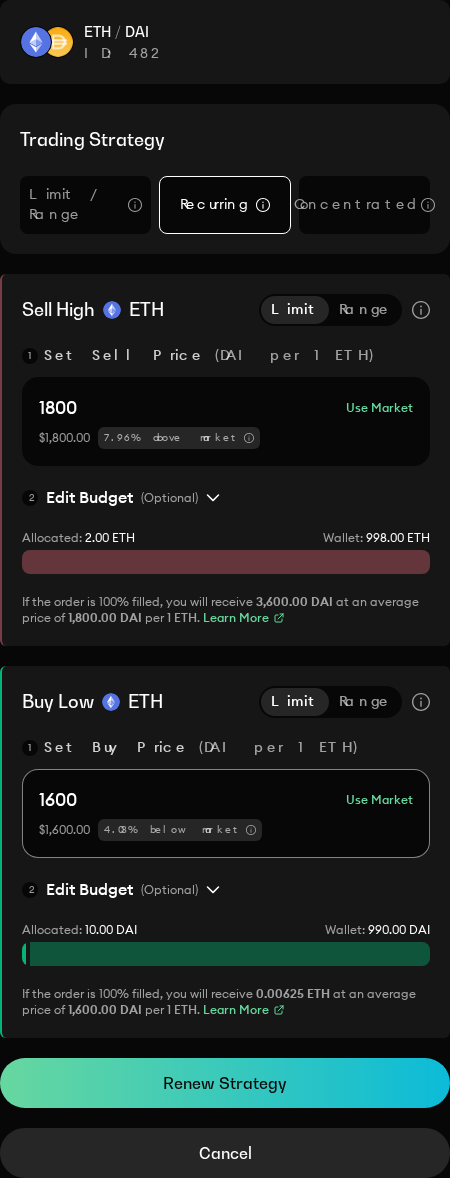 ETH / DAI
ID: 482
Trading Strategy
Limit /
Range
Recurring
Concentrated
Sell High ETH
Limit
Range
1 Set Sell Price (DAI per 1 ETH)
1800
Use Market
$1,800.00
7.96% above market
2 Edit Budget (Optional)
Allocated: 2.00 ETH
Wallet: 998.00 ETH
If the order is 100% filled, you will receive 3,600.00 DAI at an average
price of 1,800.00 DAI per 1 ETH. Learn More
Buy Low ETH
Limit
Range
1 Set Buy Price (DAI per 1 ETH)
1600
Use Market
$1,600.00
4.03% below market
2 Edit Budget (Optional)
Allocated: 10.00 DAI
Wallet: 990.00 DAI
If the order is 100% filled, you will receive 0.00625 ETH at an average
price of 1,600.00 DAI per 1 ETH. Learn More
Renew Strategy
Cancel